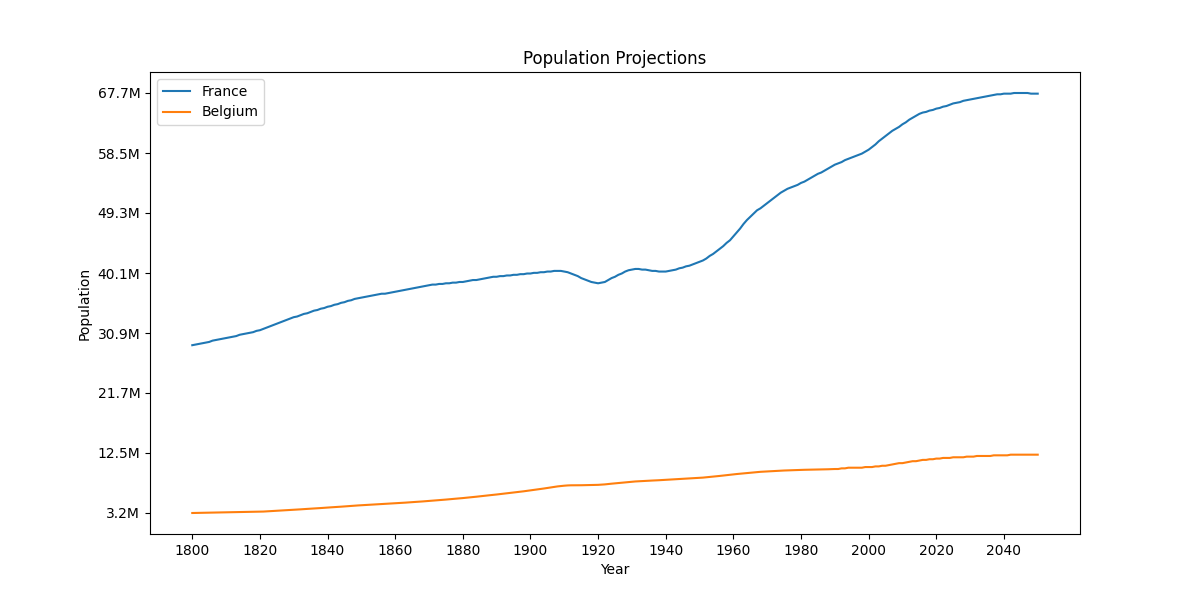 Population Projections
France
Belgium
67.7M
58.5M
49.3M
40.1M
30.9M
21.7M
12.5M
3.2M
Population
1800 1820 1840 1860 1880 1900 1920 1940 1960 1980 2000 2020 2040
Year